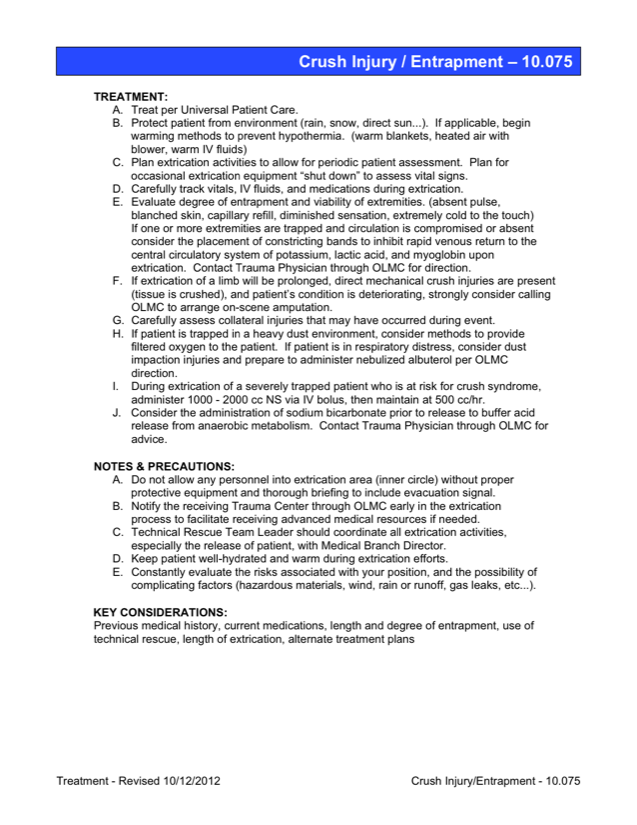 Crush Injury / Entrapment – 10.075
TREATMENT:
A. Treat per Universal Patient Care.
B. Protect patient from environment (rain, snow, direct sun...). If applicable, begin
warming methods to prevent hypothermia. (warm blankets, heated air with
blower, warm IV fluids)
C. Plan extrication activities to allow for periodic patient assessment. Plan for
occasional extrication equipment “shut down” to assess vital signs.
D. Carefully track vitals, IV fluids, and medications during extrication.
E. Evaluate degree of entrapment and viability of extremities. (absent pulse,
blanched skin, capillary refill, diminished sensation, extremely cold to the touch)
If one or more extremities are trapped and circulation is compromised or absent
consider the placement of constricting bands to inhibit rapid venous return to the
central circulatory system of potassium, lactic acid, and myoglobin upon
extrication. Contact Trauma Physician through OLMC for direction.
F. If extrication of a limb will be prolonged, direct mechanical crush injuries are present
(tissue is crushed), and patient’s condition is deteriorating, strongly consider calling
OLMC to arrange on-scene amputation.
G. Carefully assess collateral injuries that may have occurred during event.
H. If patient is trapped in a heavy dust environment, consider methods to provide
filtered oxygen to the patient. If patient is in respiratory distress, consider dust
impaction injuries and prepare to administer nebulized albuterol per OLMC
direction.
I. During extrication of a severely trapped patient who is at risk for crush syndrome,
administer 1000 - 2000 cc NS via IV bolus, then maintain at 500 cc/hr.
J. Consider the administration of sodium bicarbonate prior to release to buffer acid
release from anaerobic metabolism. Contact Trauma Physician through OLMC for
advice.
NOTES & PRECAUTIONS:
A. Do not allow any personnel into extrication area (inner circle) without proper
protective equipment and thorough briefing to include evacuation signal.
B. Notify the receiving Trauma Center through OLMC early in the extrication
process to facilitate receiving advanced medical resources if needed.
C. Technical Rescue Team Leader should coordinate all extrication activities,
especially the release of patient, with Medical Branch Director.
D. Keep patient well-hydrated and warm during extrication efforts.
E. Constantly evaluate the risks associated with your position, and the possibility of
complicating factors (hazardous materials, wind, rain or runoff, gas leaks, etc...).
KEY CONSIDERATIONS:
Previous medical history, current medications, length and degree of entrapment, use of
technical rescue, length of extrication, alternate treatment plans
Treatment - Revised 10/12/2012
Crush Injury/Entrapment - 10.075